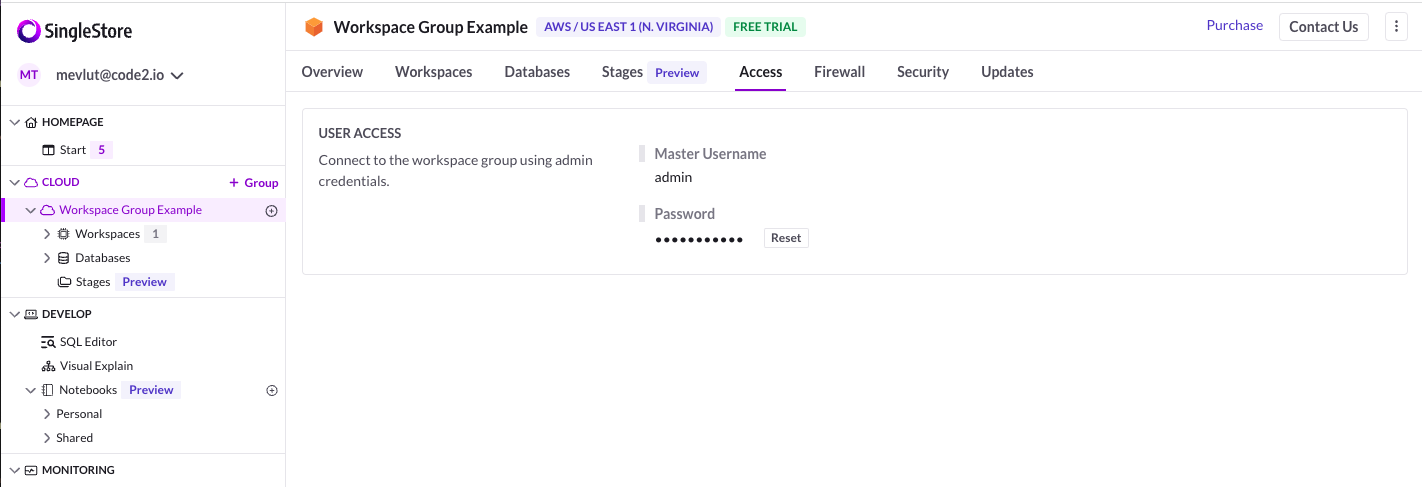 SingleStore
MT mevlut@code2.io
HOMEPAGE
Start 5
CLOUD + Group
Workspace Group Example
Workspaces 1
Databases
Stages Preview
DEVELOP
SQL Editor
Visual Explain
Notebooks Preview
Personal
Shared
MONITORING
Workspace Group Example AWS / US EAST 1 (N. VIRGINIA) FREE TRIAL Purchase Contact Us
Overview Workspaces Databases Stages Preview Access Firewall Security Updates
USER ACCESS
Connect to the workspace group using admin
credentials.
Master Username
admin
Password
••••••••••• Reset